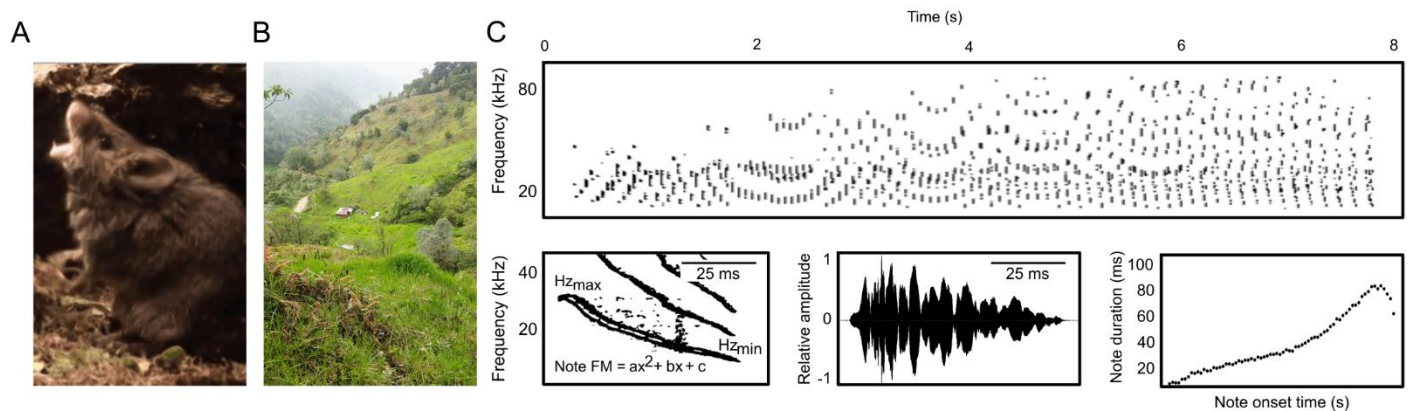 A
B
C
Time (s)
0 2 4 6 8
Frequency (kHz)
80
20
Frequency (kHz)
40
20
Hzmax
25 ms
Hzmin
Note FM = ax2+ bx + c
Relative amplitude
1
0
-1
25 ms
Note duration (ms)
100
80
60
40
20
Note onset time (s)